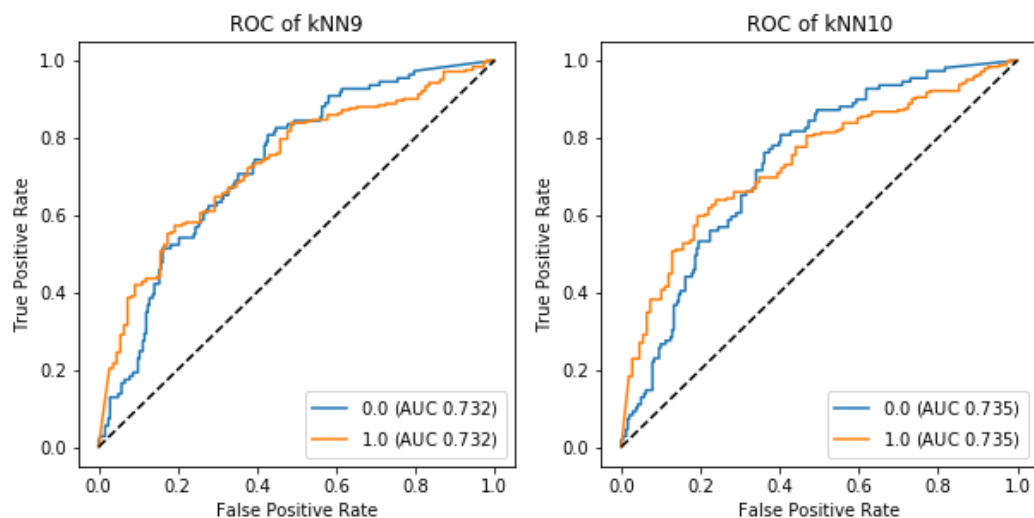 ROC of kNN9
True Positive Rate
1.0
0.8
0.6
0.4
0.2
0.0
0.0 (AUC 0.732)
1.0 (AUC 0.732)
0.0 0.2 0.4 0.6 0.8 1.0
False Positive Rate
ROC of kNN10
True Positive Rate
1.0
0.8
0.6
0.4
0.2
0.0
0.0 (AUC 0.735)
1.0 (AUC 0.735)
0.0 0.2 0.4 0.6 0.8 1.0
False Positive Rate